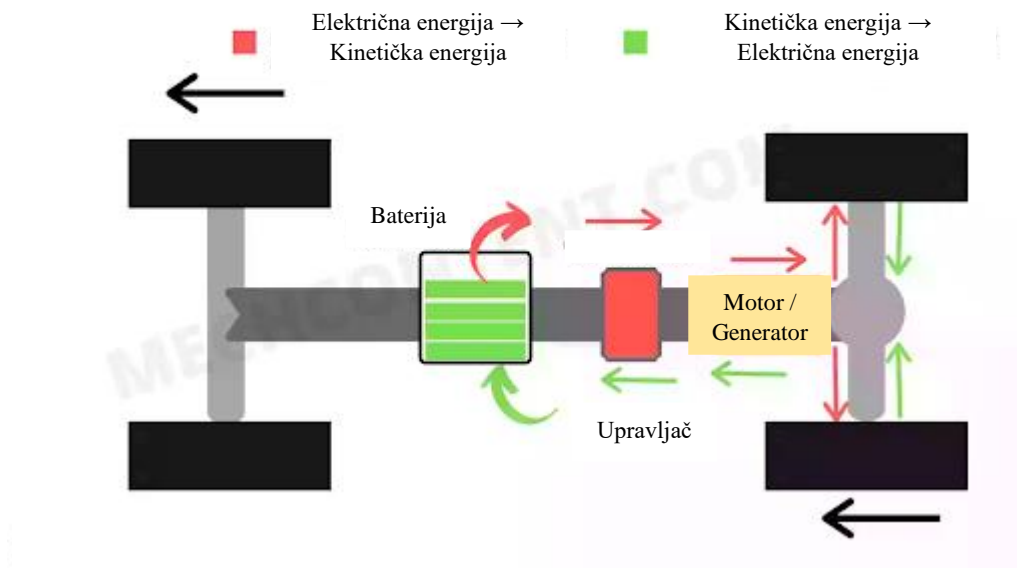 Električna energija →
Kinetička energija
Kinetička energija →
Električna energija
Baterija
Motor /
Generator
Upravljač